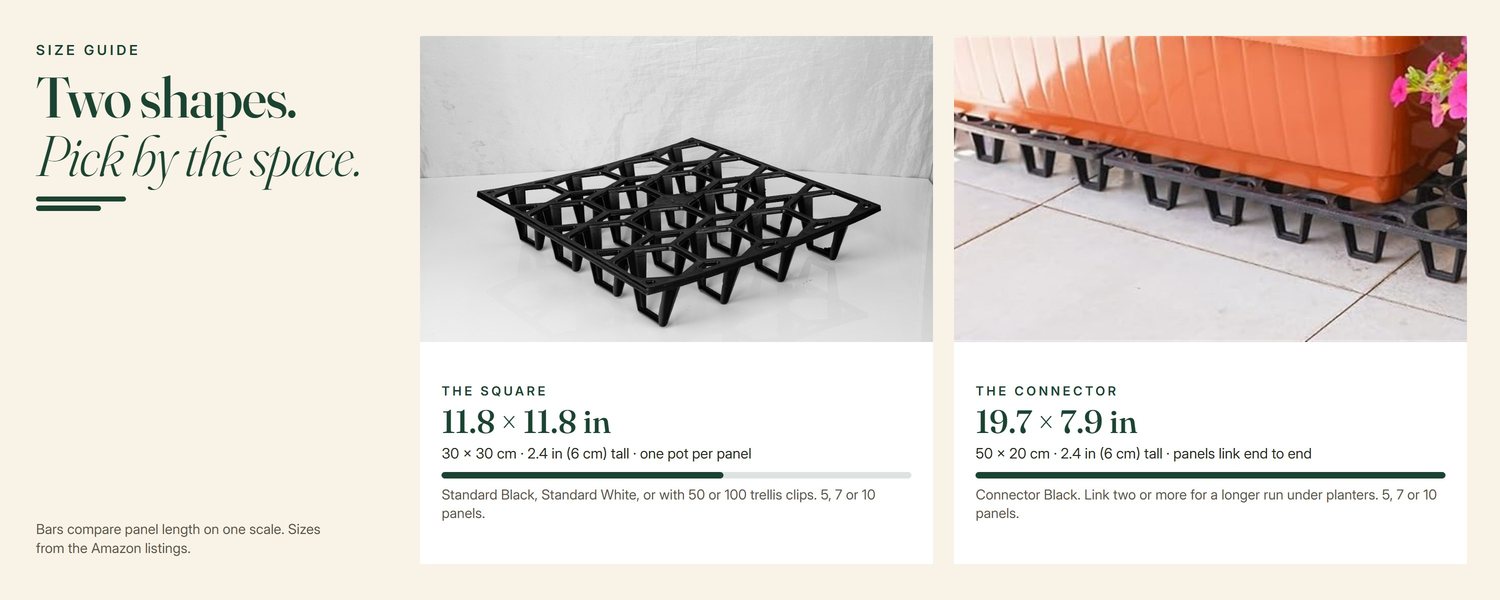 SIZE GUIDE
Two shapes.
Pick by the space.
Bars compare panel length on one scale. Sizes
from the Amazon listings.
THE SQUARE
11.8 × 11.8 in
30 × 30 cm · 2.4 in (6 cm) tall · one pot per panel
Standard Black, Standard White, or with 50 or 100 trellis clips. 5, 7 or 10
panels.
THE CONNECTOR
19.7 × 7.9 in
50 × 20 cm · 2.4 in (6 cm) tall · panels link end to end
Connector Black. Link two or more for a longer run under planters. 5, 7 or 10
panels.